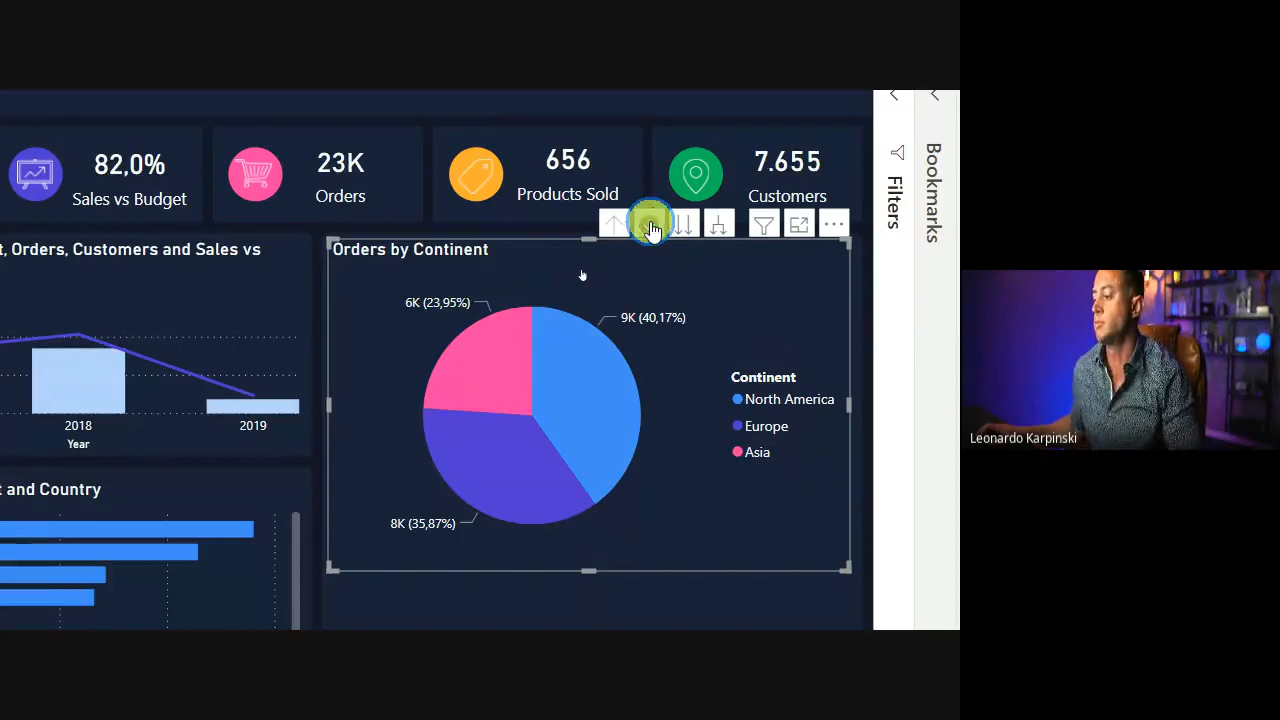 82,0%
Sales vs Budget
23K
Orders
656
Products Sold
7.655
Customers
Filters
Bookmarks
t, Orders, Customers and Sales vs
2018
2019
Year
t and Country
Orders by Continent
6K (23,95%)
9K (40,17%)
8K (35,87%)
Continent
North America
Europe
Asia
Leonardo Karpinski